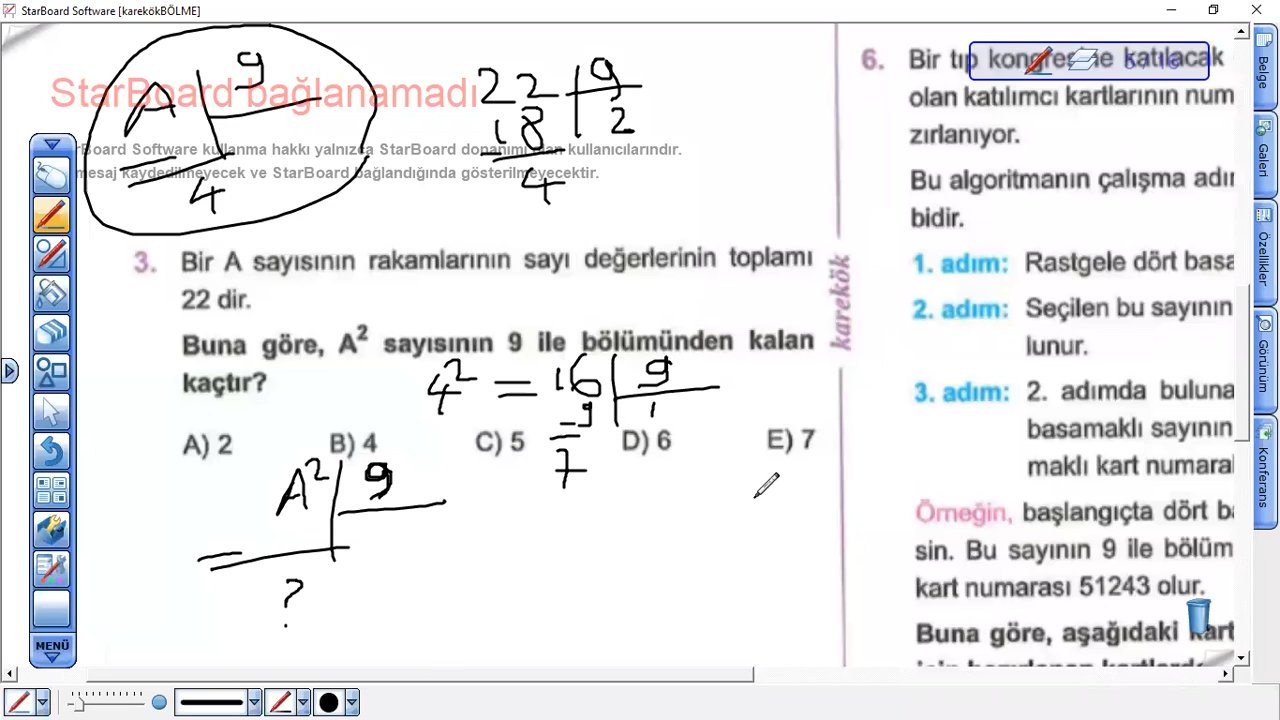 StarBoard Software [karekökBÖLME]
A 9
4
22 9
18 2
4
StarBoard bağlanamadı
Board Software kullanma hakkı yalnızca StarBoard donanımı olan kullanıcılarındır.
mesaj kaydedilmeyecek ve StarBoard bağlandığında gösterilmeyecektir.
3. Bir A sayısının rakamlarının sayı değerlerinin toplamı
22 dir.
Buna göre, A² sayısının 9 ile bölümünden kalan
kaçtır?
4² = 16 9
-9 1
7
A) 2 B) 4 C) 5 D) 6 E) 7
A² 9
?
karekök
6. Bir tıp kongresine katılacak
olan katılımcı kartlarının num
zırlanıyor.
Bu algoritmanın çalışma adır
bidir.
1. adım: Rastgele dört basa
2. adım: Seçilen bu sayının
lunur.
3. adım: 2. adımda buluna
basamaklı sayının
maklı kart numaral
Örneğin, başlangıçta dört ba
sin. Bu sayının 9 ile bölüm
kart numarası 51243 olur.
Buna göre, aşağıdaki kart
MENÜ
Belge
Galeri
Özellikler
Görünüm
Konferans